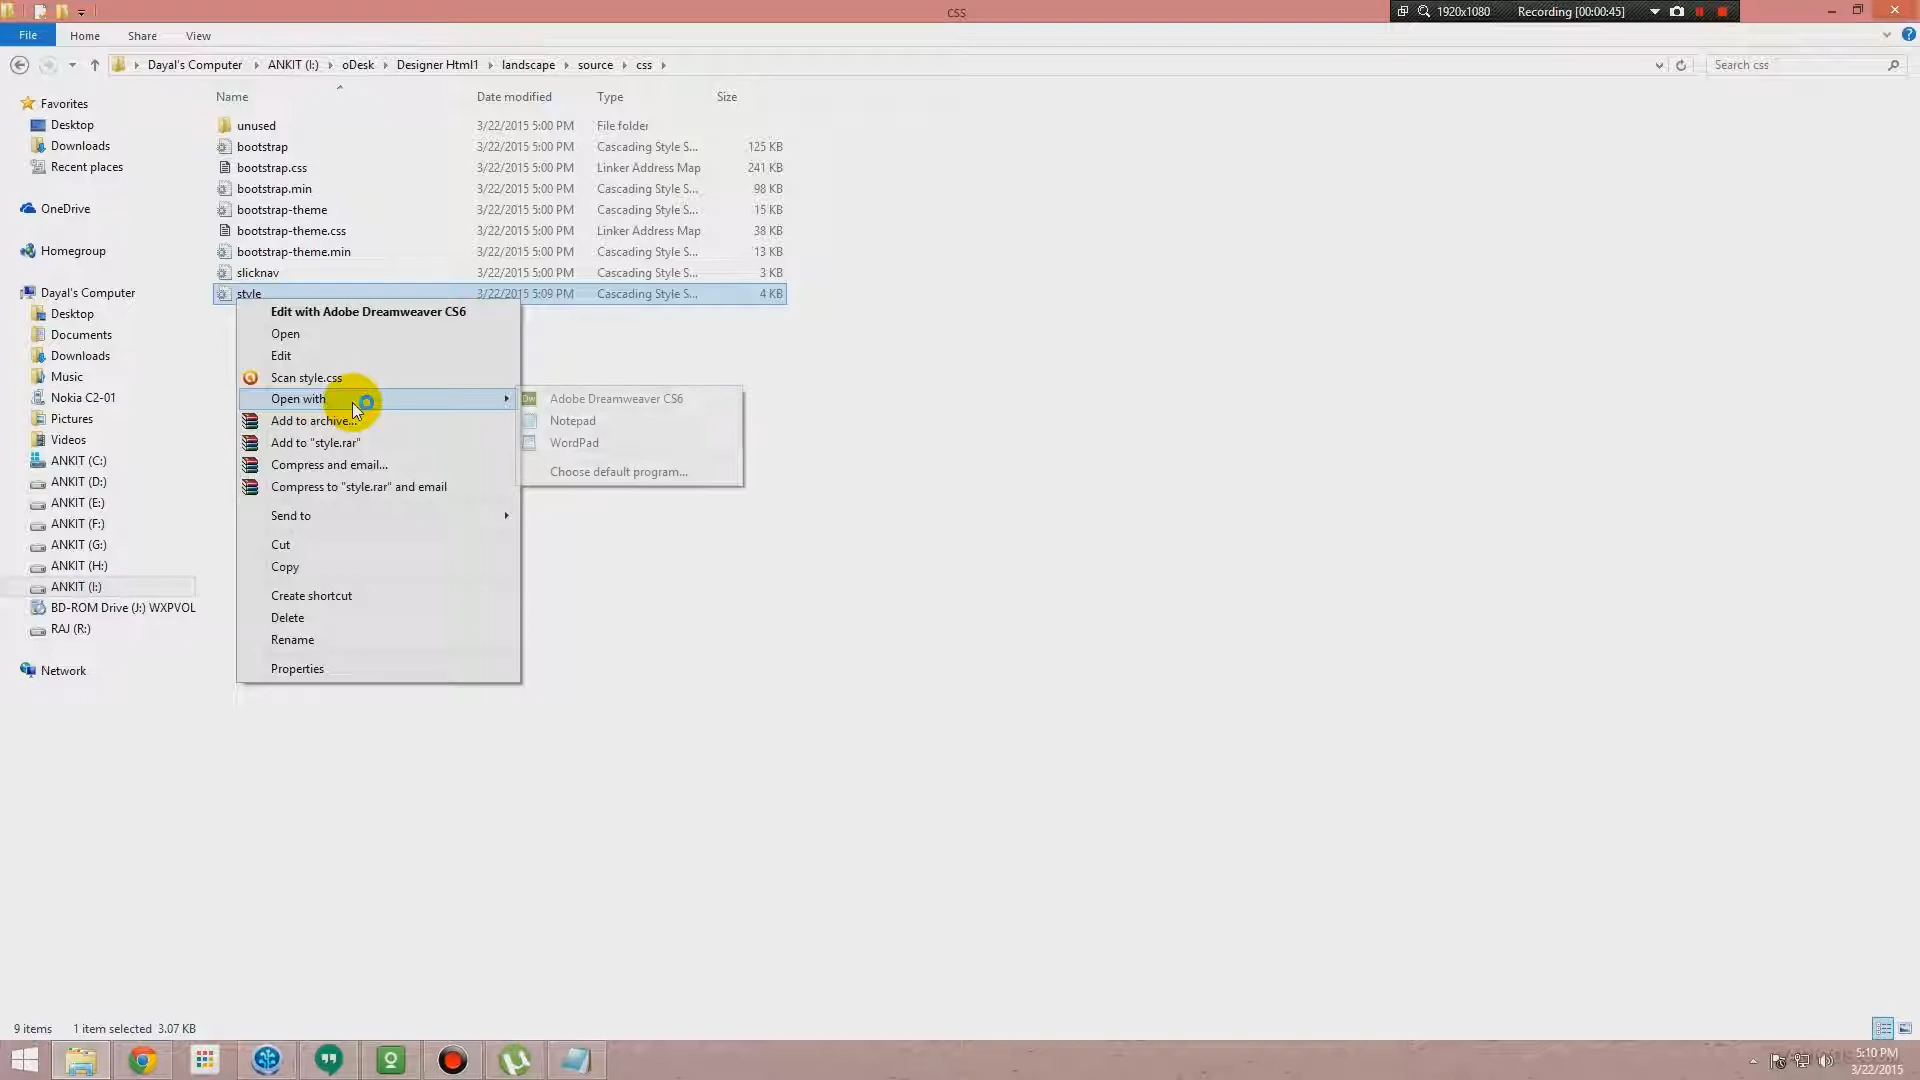 CSS
1920x1080 Recording [00:00:45]
File Home Share View
Dayal's Computer ANKIT (I:) oDesk Designer Html1 landscape source css
Search css
Name Date modified Type Size
unused 3/22/2015 5:00 PM File folder
bootstrap 3/22/2015 5:00 PM Cascading Style S... 125 KB
bootstrap.css 3/22/2015 5:00 PM Linker Address Map 241 KB
bootstrap.min 3/22/2015 5:00 PM Cascading Style S... 98 KB
bootstrap-theme 3/22/2015 5:00 PM Cascading Style S... 15 KB
bootstrap-theme.css 3/22/2015 5:00 PM Linker Address Map 38 KB
bootstrap-theme.min 3/22/2015 5:00 PM Cascading Style S... 13 KB
slicknav 3/22/2015 5:00 PM Cascading Style S... 3 KB
style 3/22/2015 5:09 PM Cascading Style S... 4 KB
Favorites
Desktop
Downloads
Recent places
OneDrive
Homegroup
Dayal's Computer
Desktop
Documents
Downloads
Music
Nokia C2-01
Pictures
Videos
ANKIT (C:)
ANKIT (D:)
ANKIT (E:)
ANKIT (F:)
ANKIT (G:)
ANKIT (H:)
ANKIT (I:)
BD-ROM Drive (J:) WXPVOL
RAJ (R:)
Network
Edit with Adobe Dreamweaver CS6
Open
Edit
Scan style.css
Open with
Add to archive...
Add to "style.rar"
Compress and email...
Compress to "style.rar" and email
Send to
Cut
Copy
Create shortcut
Delete
Rename
Properties
Adobe Dreamweaver CS6
Notepad
WordPad
Choose default program...
9 items 1 item selected 3.07 KB
5:10 PM
3/22/2015